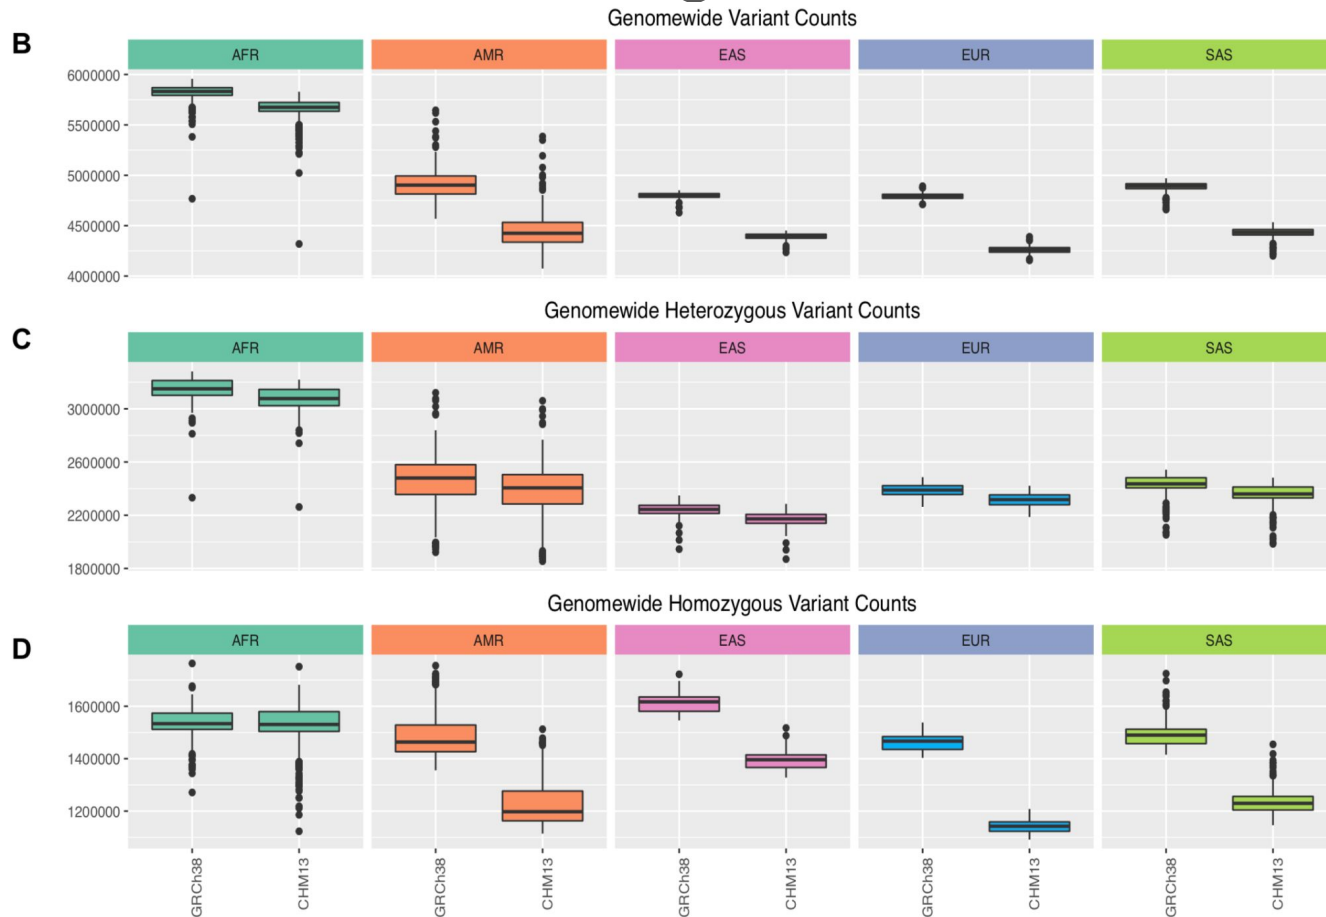 Genomewide Variant Counts
B
AFR AMR EAS EUR SAS
6000000
5500000
5000000
4500000
4000000
Genomewide Heterozygous Variant Counts
C
AFR AMR EAS EUR SAS
3000000
2600000
2200000
1800000
Genomewide Homozygous Variant Counts
D
AFR AMR EAS EUR SAS
1600000
1400000
1200000
GRCh38 CHM13 GRCh38 CHM13 GRCh38 CHM13 GRCh38 CHM13 GRCh38 CHM13